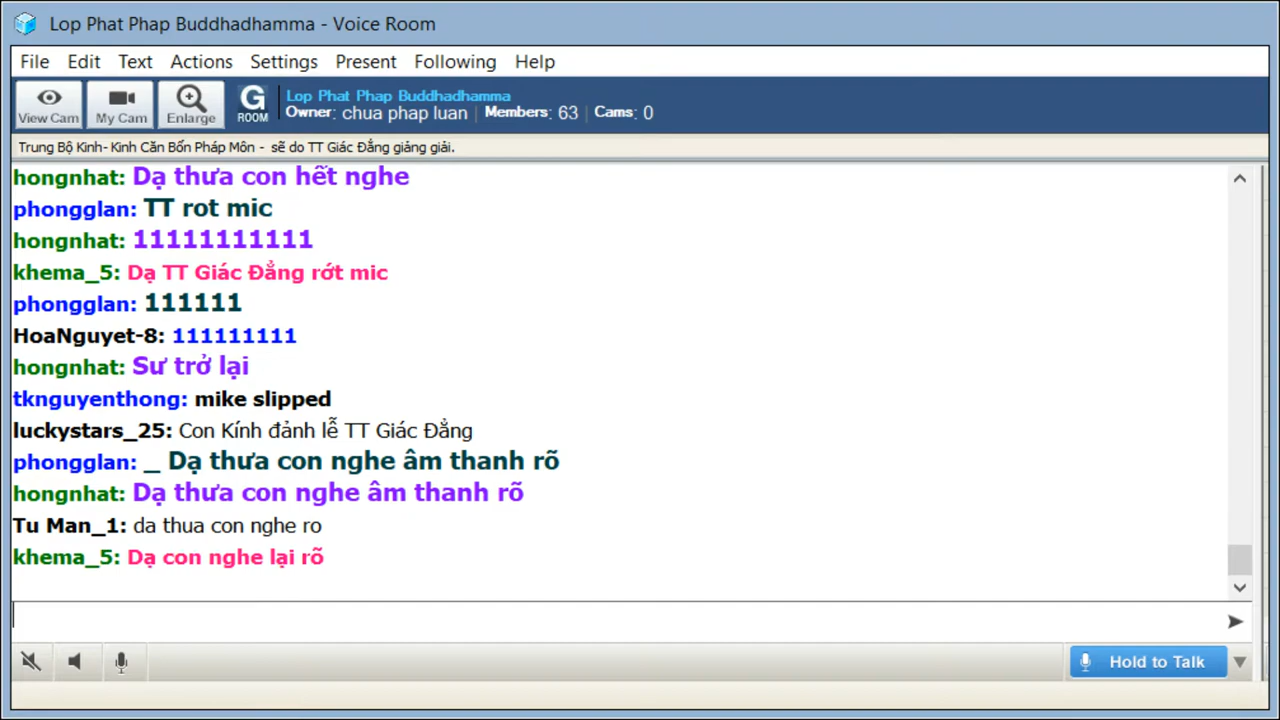 Lop Phat Phap Buddhadhamma - Voice Room
File Edit Text Actions Settings Present Following Help
View Cam My Cam Enlarge G ROOM
Lop Phat Phap Buddhadhamma
Owner: chua phap luan | Members: 63 | Cams: 0
Trung Bộ Kinh- Kinh Căn Bổn Pháp Môn - sẽ do TT Giác Đẳng giảng giải.
hongnhat: Dạ thưa con hết nghe
phongglan: TT rot mic
hongnhat: 11111111111
khema_5: Dạ TT Giác Đẳng rớt mic
phongglan: 111111
HoaNguyet-8: 111111111
hongnhat: Sư trở lại
tknguyenthong: mike slipped
luckystars_25: Con Kính đảnh lễ TT Giác Đẳng
phongglan: _ Dạ thưa con nghe âm thanh rõ
hongnhat: Dạ thưa con nghe âm thanh rõ
Tu Man_1: da thua con nghe ro
khema_5: Dạ con nghe lại rõ
Hold to Talk